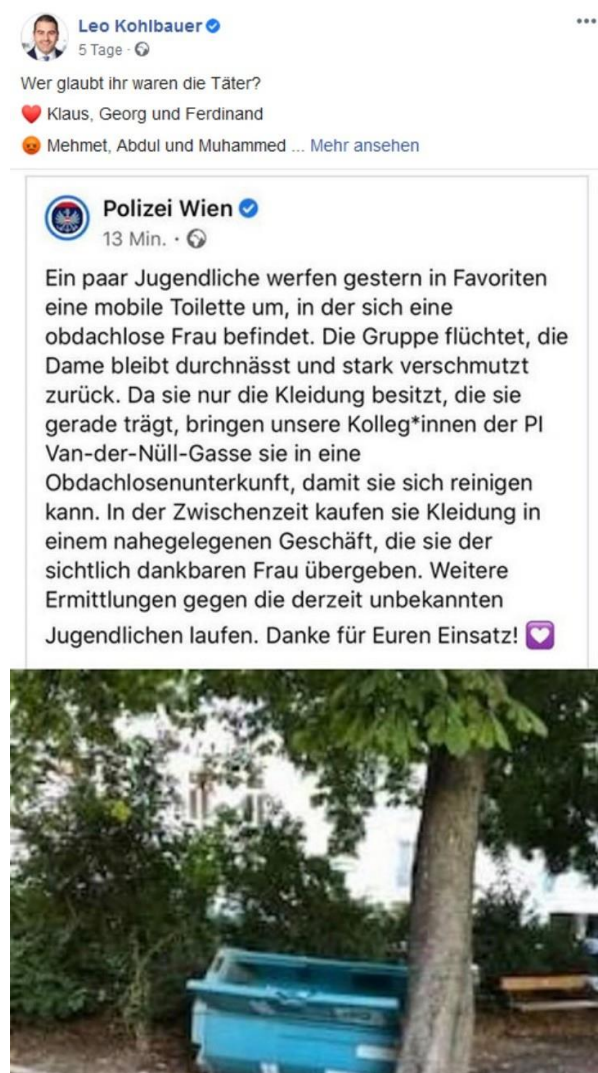 Leo Kohlbauer
5 Tage ·
Wer glaubt ihr waren die Täter?
❤️ Klaus, Georg und Ferdinand
😡 Mehmet, Abdul und Muhammed ... Mehr ansehen
Polizei Wien
13 Min. ·
Ein paar Jugendliche werfen gestern in Favoriten
eine mobile Toilette um, in der sich eine
obdachlose Frau befindet. Die Gruppe flüchtet, die
Dame bleibt durchnässt und stark verschmutzt
zurück. Da sie nur die Kleidung besitzt, die sie
gerade trägt, bringen unsere Kolleg*innen der PI
Van-der-Nüll-Gasse sie in eine
Obdachlosenunterkunft, damit sie sich reinigen
kann. In der Zwischenzeit kaufen sie Kleidung in
einem nahegelegenen Geschäft, die sie der
sichtlich dankbaren Frau übergeben. Weitere
Ermittlungen gegen die derzeit unbekannten
Jugendlichen laufen. Danke für Euren Einsatz! 💟